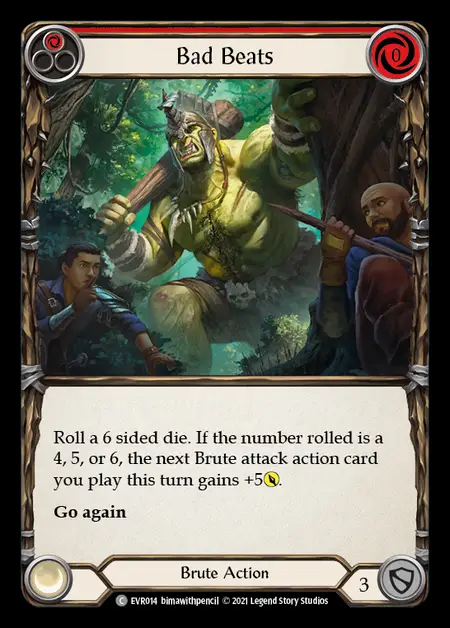 0
Bad Beats
Roll a 6 sided die. If the number rolled is a
4, 5, or 6, the next Brute attack action card
you play this turn gains +5.
Go again
Brute Action
3
C EVR014 bimawithpencil © 2021 Legend Story Studios